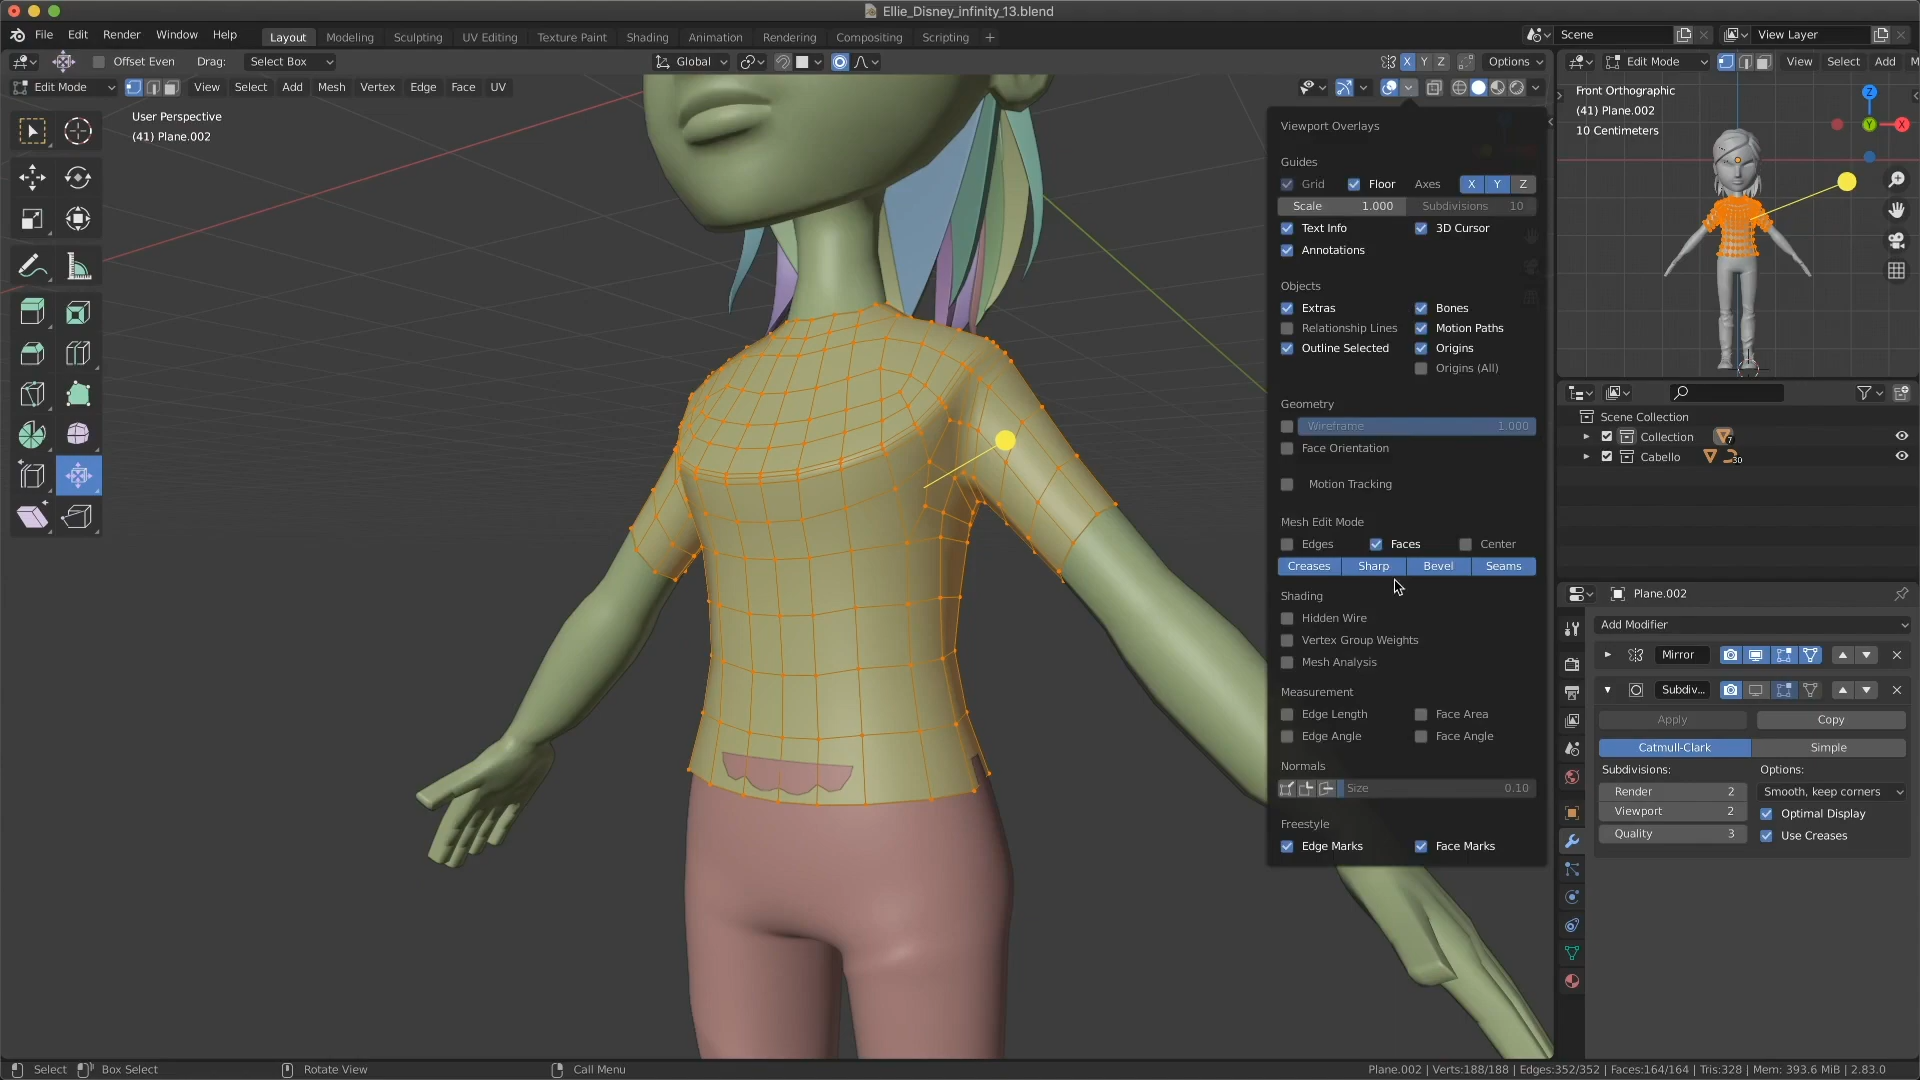 Ellie_Disney_infinity_13.blend
File Edit Render Window Help Layout Modeling Sculpting UV Editing Texture Paint Shading Animation Rendering Compositing Scripting + Scene View Layer
Offset Even Drag: Select Box Global X Y Z Options Edit Mode View Select Add M
Edit Mode View Select Add Mesh Vertex Edge Face UV
User Perspective
(41) Plane.002
Viewport Overlays
Guides
Grid Floor Axes X Y Z
Scale 1.000 Subdivisions 10
Text Info 3D Cursor
Annotations
Objects
Extras Bones
Relationship Lines Motion Paths
Outline Selected Origins
Origins (All)
Geometry
Wireframe 1.000
Face Orientation
Motion Tracking
Mesh Edit Mode
Edges Faces Center
Creases Sharp Bevel Seams
Shading
Hidden Wire
Vertex Group Weights
Mesh Analysis
Measurement
Edge Length Face Area
Edge Angle Face Angle
Normals
Size 0.10
Freestyle
Edge Marks Face Marks
Front Orthographic
(41) Plane.002
10 Centimeters
Z
Y X
Scene Collection
Collection 7
Cabello 30
Plane.002
Add Modifier
Mirror
Subdiv...
Apply Copy
Catmull-Clark Simple
Subdivisions: Options:
Render 2 Smooth, keep corners
Viewport 2 Optimal Display
Quality 3 Use Creases
Select Box Select Rotate View Call Menu Plane.002 | Verts:188/188 | Edges:352/352 | Faces:164/164 | Tris:328 | Mem: 393.6 MiB | 2.83.0